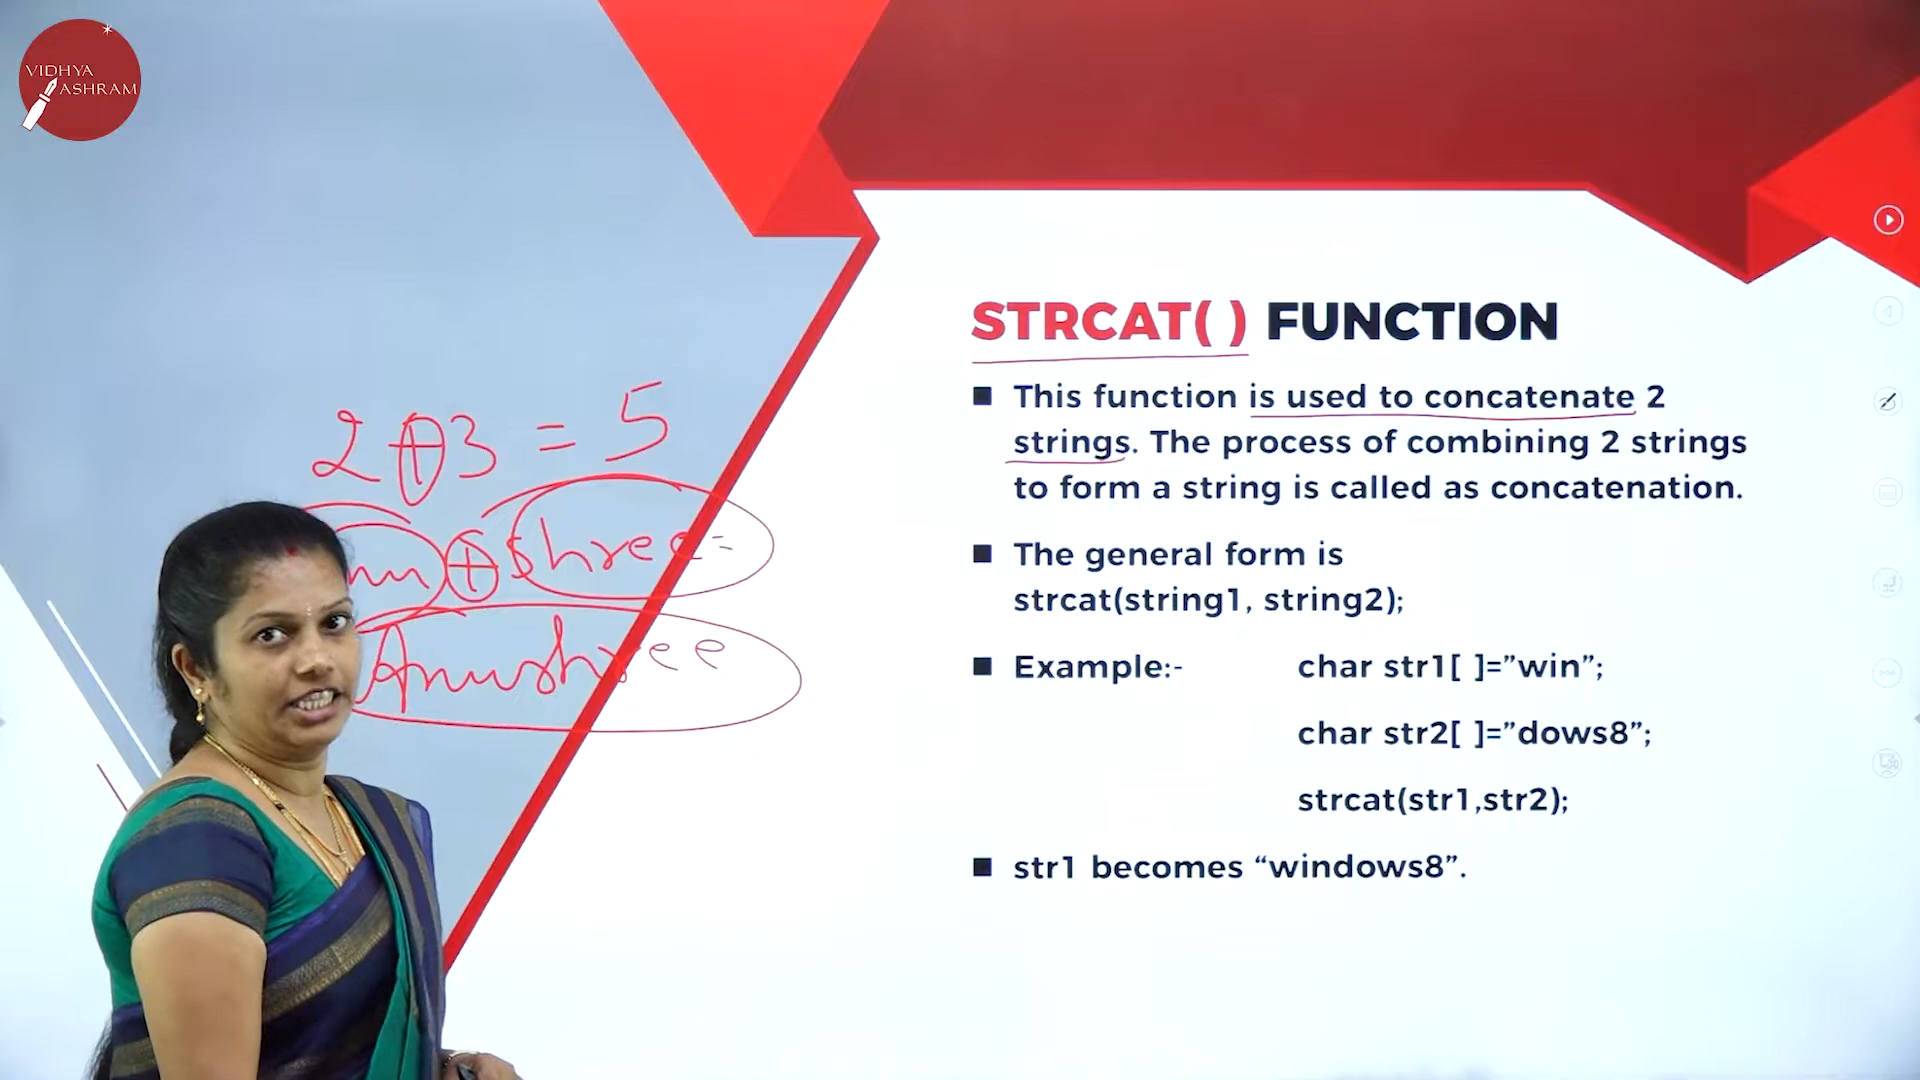 VIDHYA
ASHRAM
STRCAT( ) FUNCTION
This function is used to concatenate 2
strings. The process of combining 2 strings
to form a string is called as concatenation.
The general form is
strcat(string1, string2);
Example:- char str1[ ]=”win”;
char str2[ ]=”dows8”;
strcat(str1,str2);
str1 becomes “windows8”.
2+3 = 5
+ shree =
Anushree